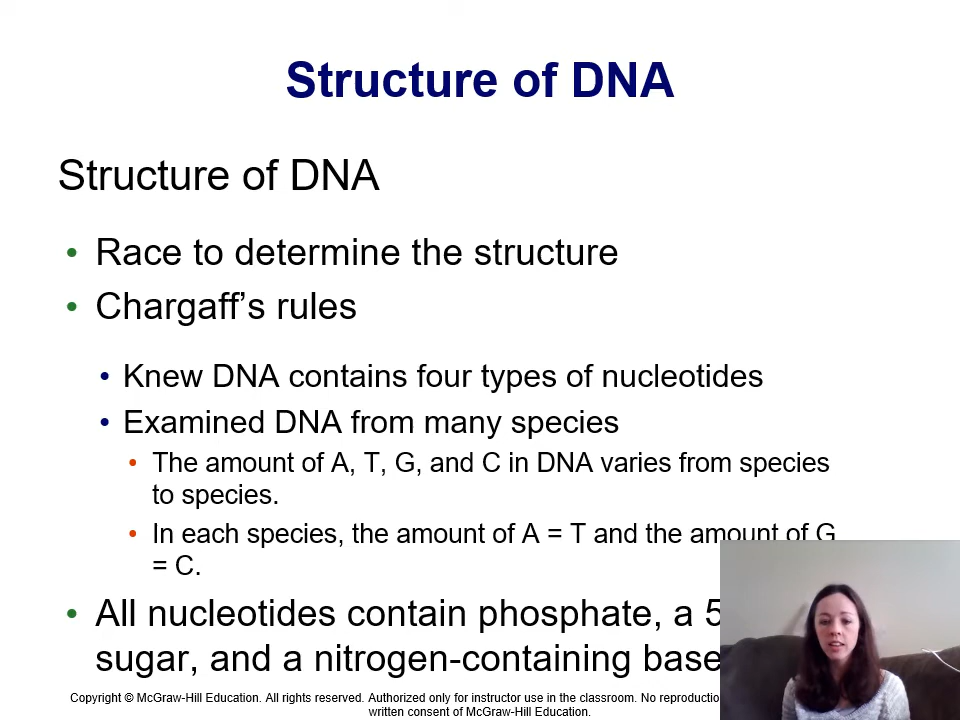 Structure of DNA
Structure of DNA
• Race to determine the structure
• Chargaff’s rules
• Knew DNA contains four types of nucleotides
• Examined DNA from many species
• The amount of A, T, G, and C in DNA varies from species
to species.
• In each species, the amount of A = T and the amount of G
= C.
• All nucleotides contain phosphate, a 5
sugar, and a nitrogen-containing base
Copyright © McGraw-Hill Education. All rights reserved. Authorized only for instructor use in the classroom. No
written consent of McGraw-Hill Education.